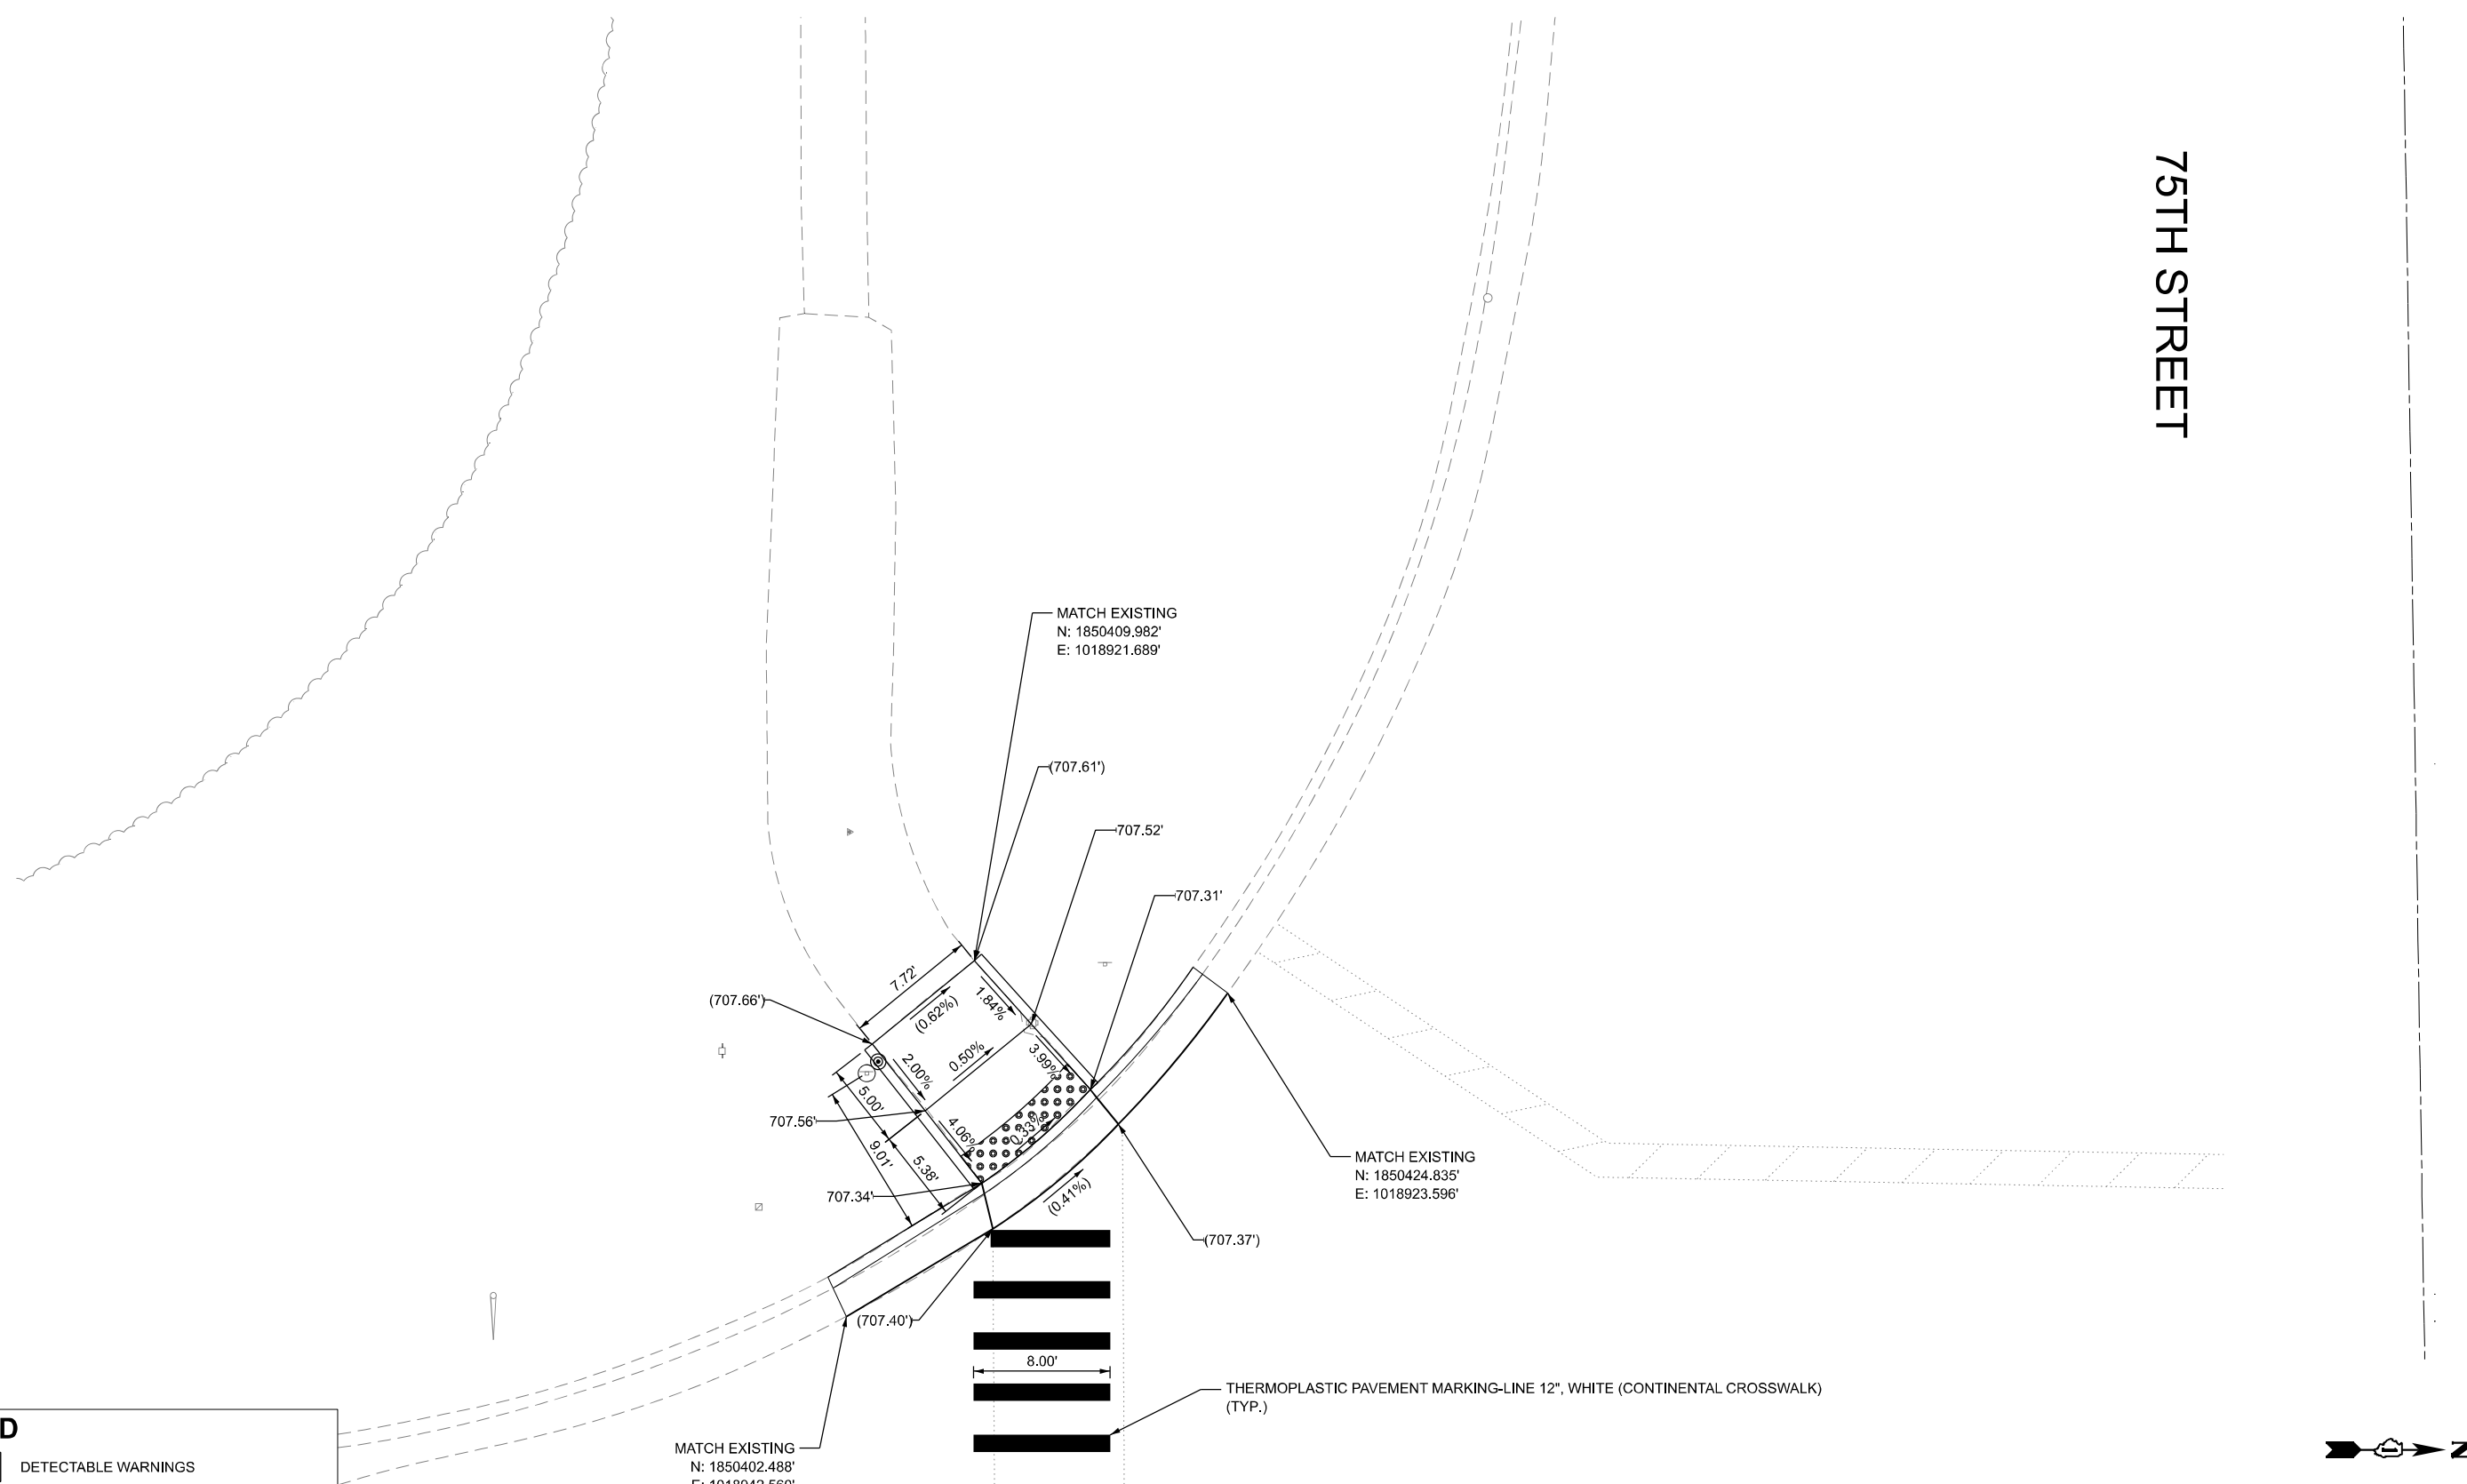 75TH STREET
MATCH EXISTING
N: 1850409.982'
E: 1018921.689'
(707.61')
707.52'
707.31'
7.72'
(707.66')
(0.62%)
1.84%
2.00%
0.50%
3.99%
5.00'
707.56'
4.06%
0.33%
9.01'
5.38'
707.34'
(0.41%)
MATCH EXISTING
N: 1850424.835'
E: 1018923.596'
(707.37')
(707.40')
8.00'
THERMOPLASTIC PAVEMENT MARKING-LINE 12", WHITE (CONTINENTAL CROSSWALK)
(TYP.)
D
DETECTABLE WARNINGS
MATCH EXISTING
N: 1850402.488'
N